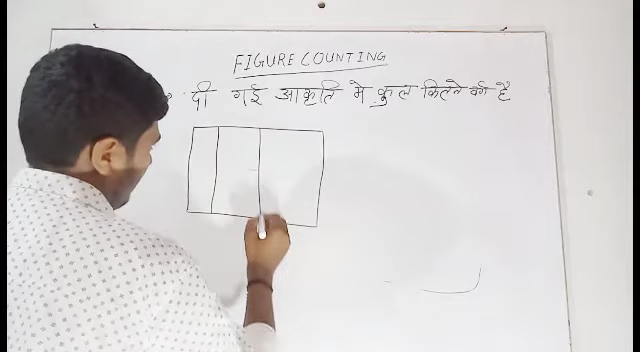 FIGURE COUNTING
दी गई आकृति मे कुल कितने वर्ग है